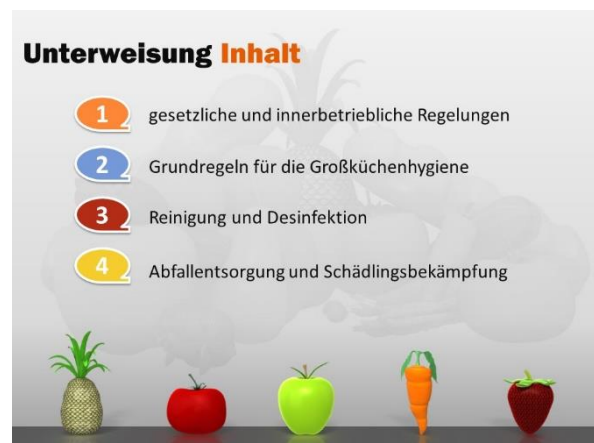 Unterweisung Inhalt
1 gesetzliche und innerbetriebliche Regelungen
2 Grundregeln für die Großküchenhygiene
3 Reinigung und Desinfektion
4 Abfallentsorgung und Schädlingsbekämpfung